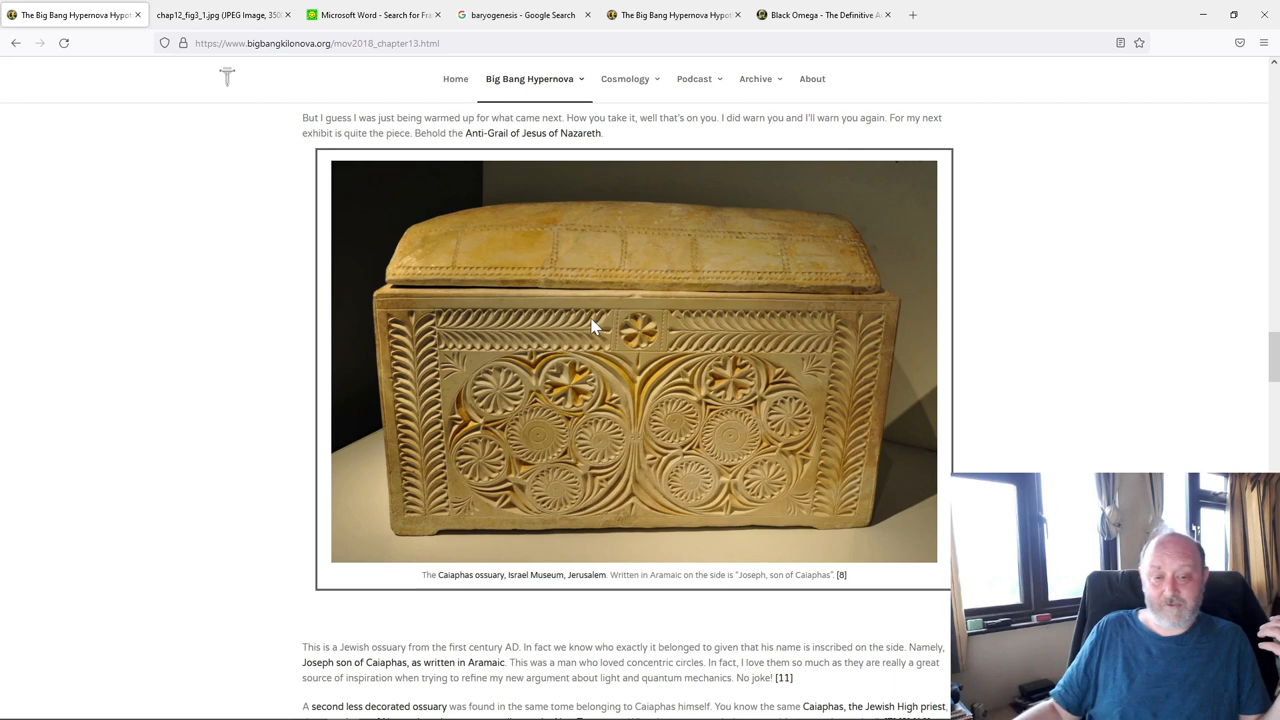 The Big Bang Hypernova Hypot
chap12_fig3_1.jpg (JPEG Image, 350
Microsoft Word - Search for Fra
baryogenesis - Google Search
The Big Bang Hypernova Hypot
Black Omega - The Definitive A
https://www.bigbangkilonova.org/mov2018_chapter13.html
Home
Big Bang Hypernova
Cosmology
Podcast
Archive
About
But I guess I was just being warmed up for what came next. How you take it, well that's on you. I did warn you and I'll warn you again. For my next
exhibit is quite the piece. Behold the Anti-Grail of Jesus of Nazareth.
The Caiaphas ossuary, Israel Museum, Jerusalem. Written in Aramaic on the side is "Joseph, son of Caiaphas". [8]
This is a Jewish ossuary from the first century AD. In fact we know who exactly it belonged to given that his name is inscribed on the side. Namely,
Joseph son of Caiaphas, as written in Aramaic. This was a man who loved concentric circles. In fact, I love them so much as they are really a great
source of inspiration when trying to refine my new argument about light and quantum mechanics. No joke! [11]
A second less decorated ossuary was found in the same tome belonging to Caiaphas himself. You know the same Caiaphas, the Jewish High priest,